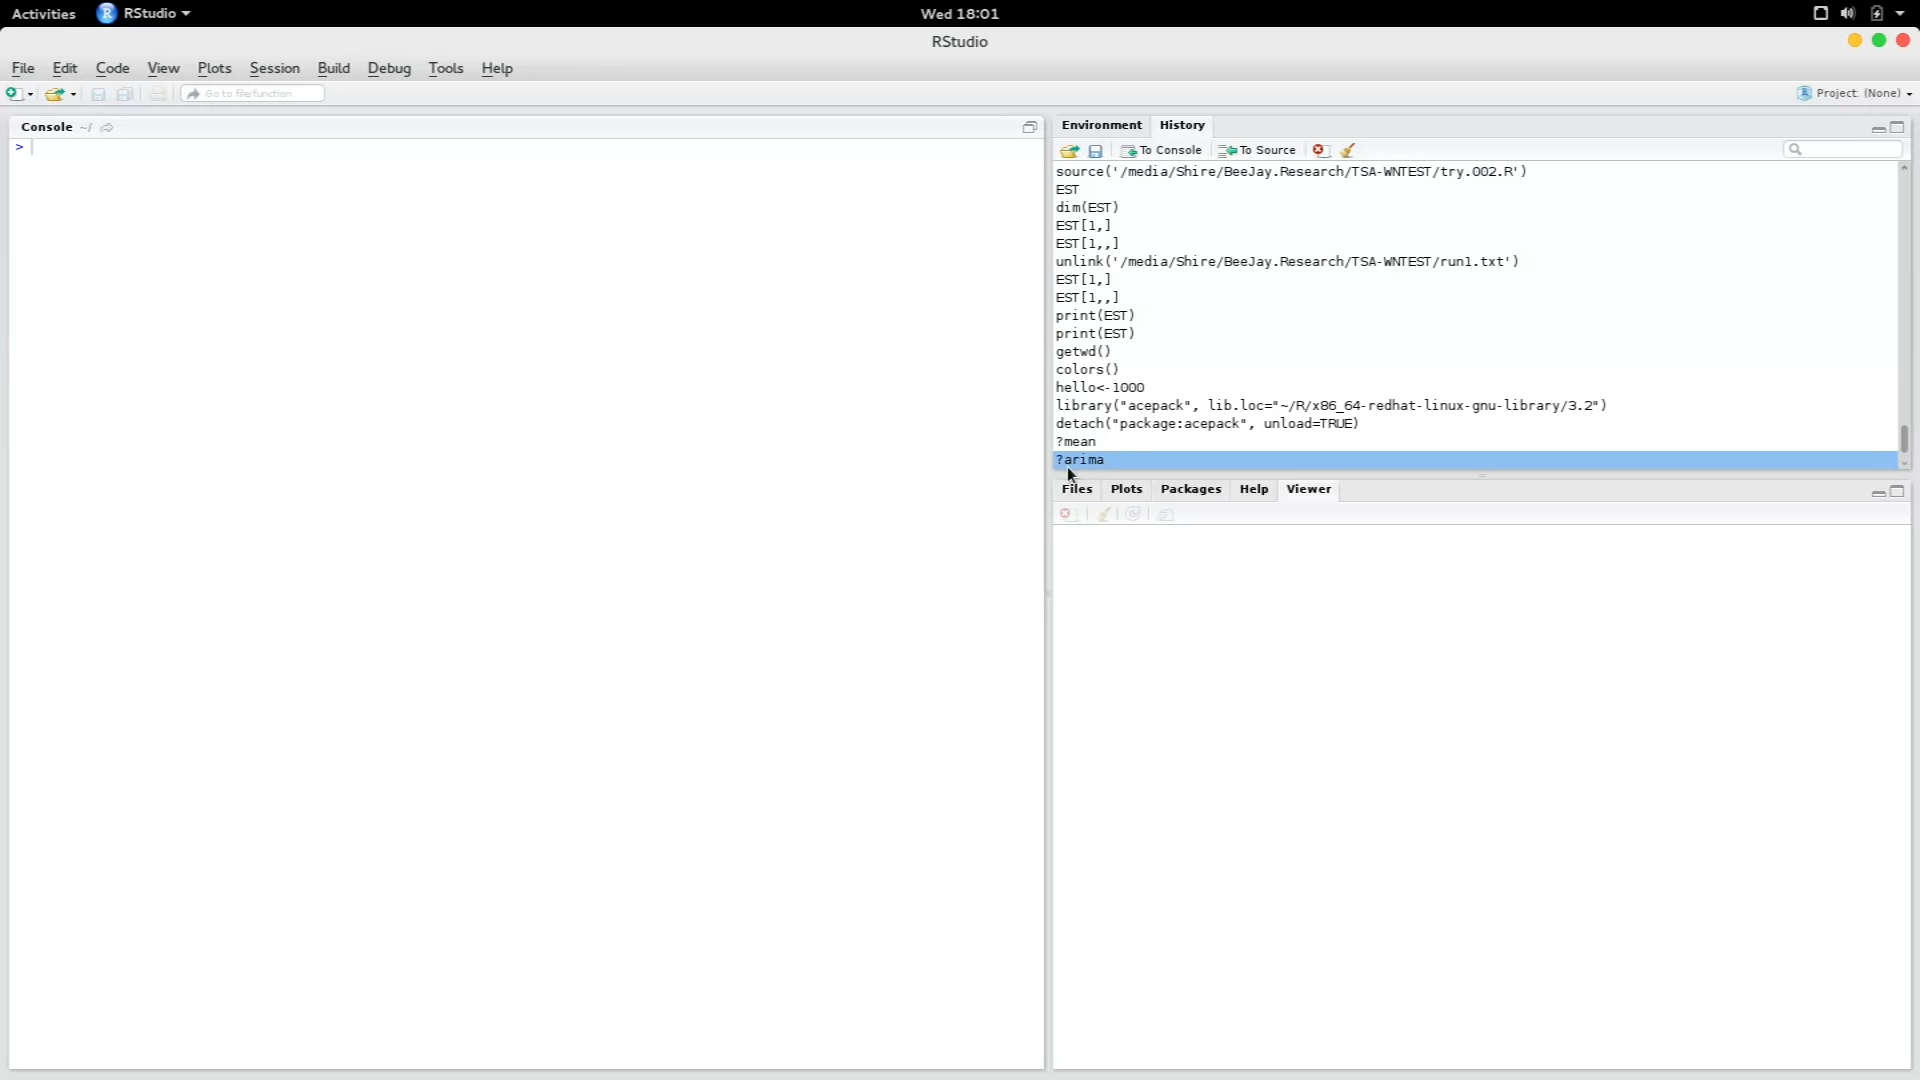 Activities RStudio Wed 18:01
RStudio
File Edit Code View Plots Session Build Debug Tools Help
Go to file/function Project: (None)
Console ~/
>
Environment History
To Console To Source
source('/media/Shire/BeeJay.Research/TSA-WNTEST/try.002.R')
EST
dim(EST)
EST[1,]
EST[1,,]
unlink('/media/Shire/BeeJay.Research/TSA-WNTEST/run1.txt')
EST[1,]
EST[1,,]
print(EST)
print(EST)
getwd()
colors()
hello<-1000
library("acepack", lib.loc="~/R/x86_64-redhat-linux-gnu-library/3.2")
detach("package:acepack", unload=TRUE)
?mean
?arima
Files Plots Packages Help Viewer